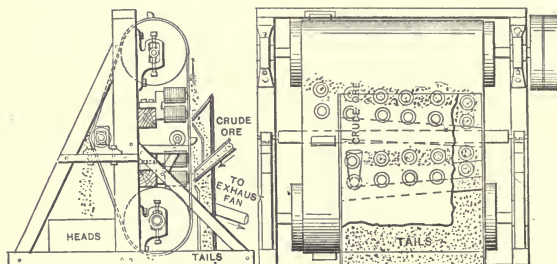 CRUDE
ORE
TO
EXHAUST
FAN
HEADS
TAILS
CRUDE ORE
TAILS